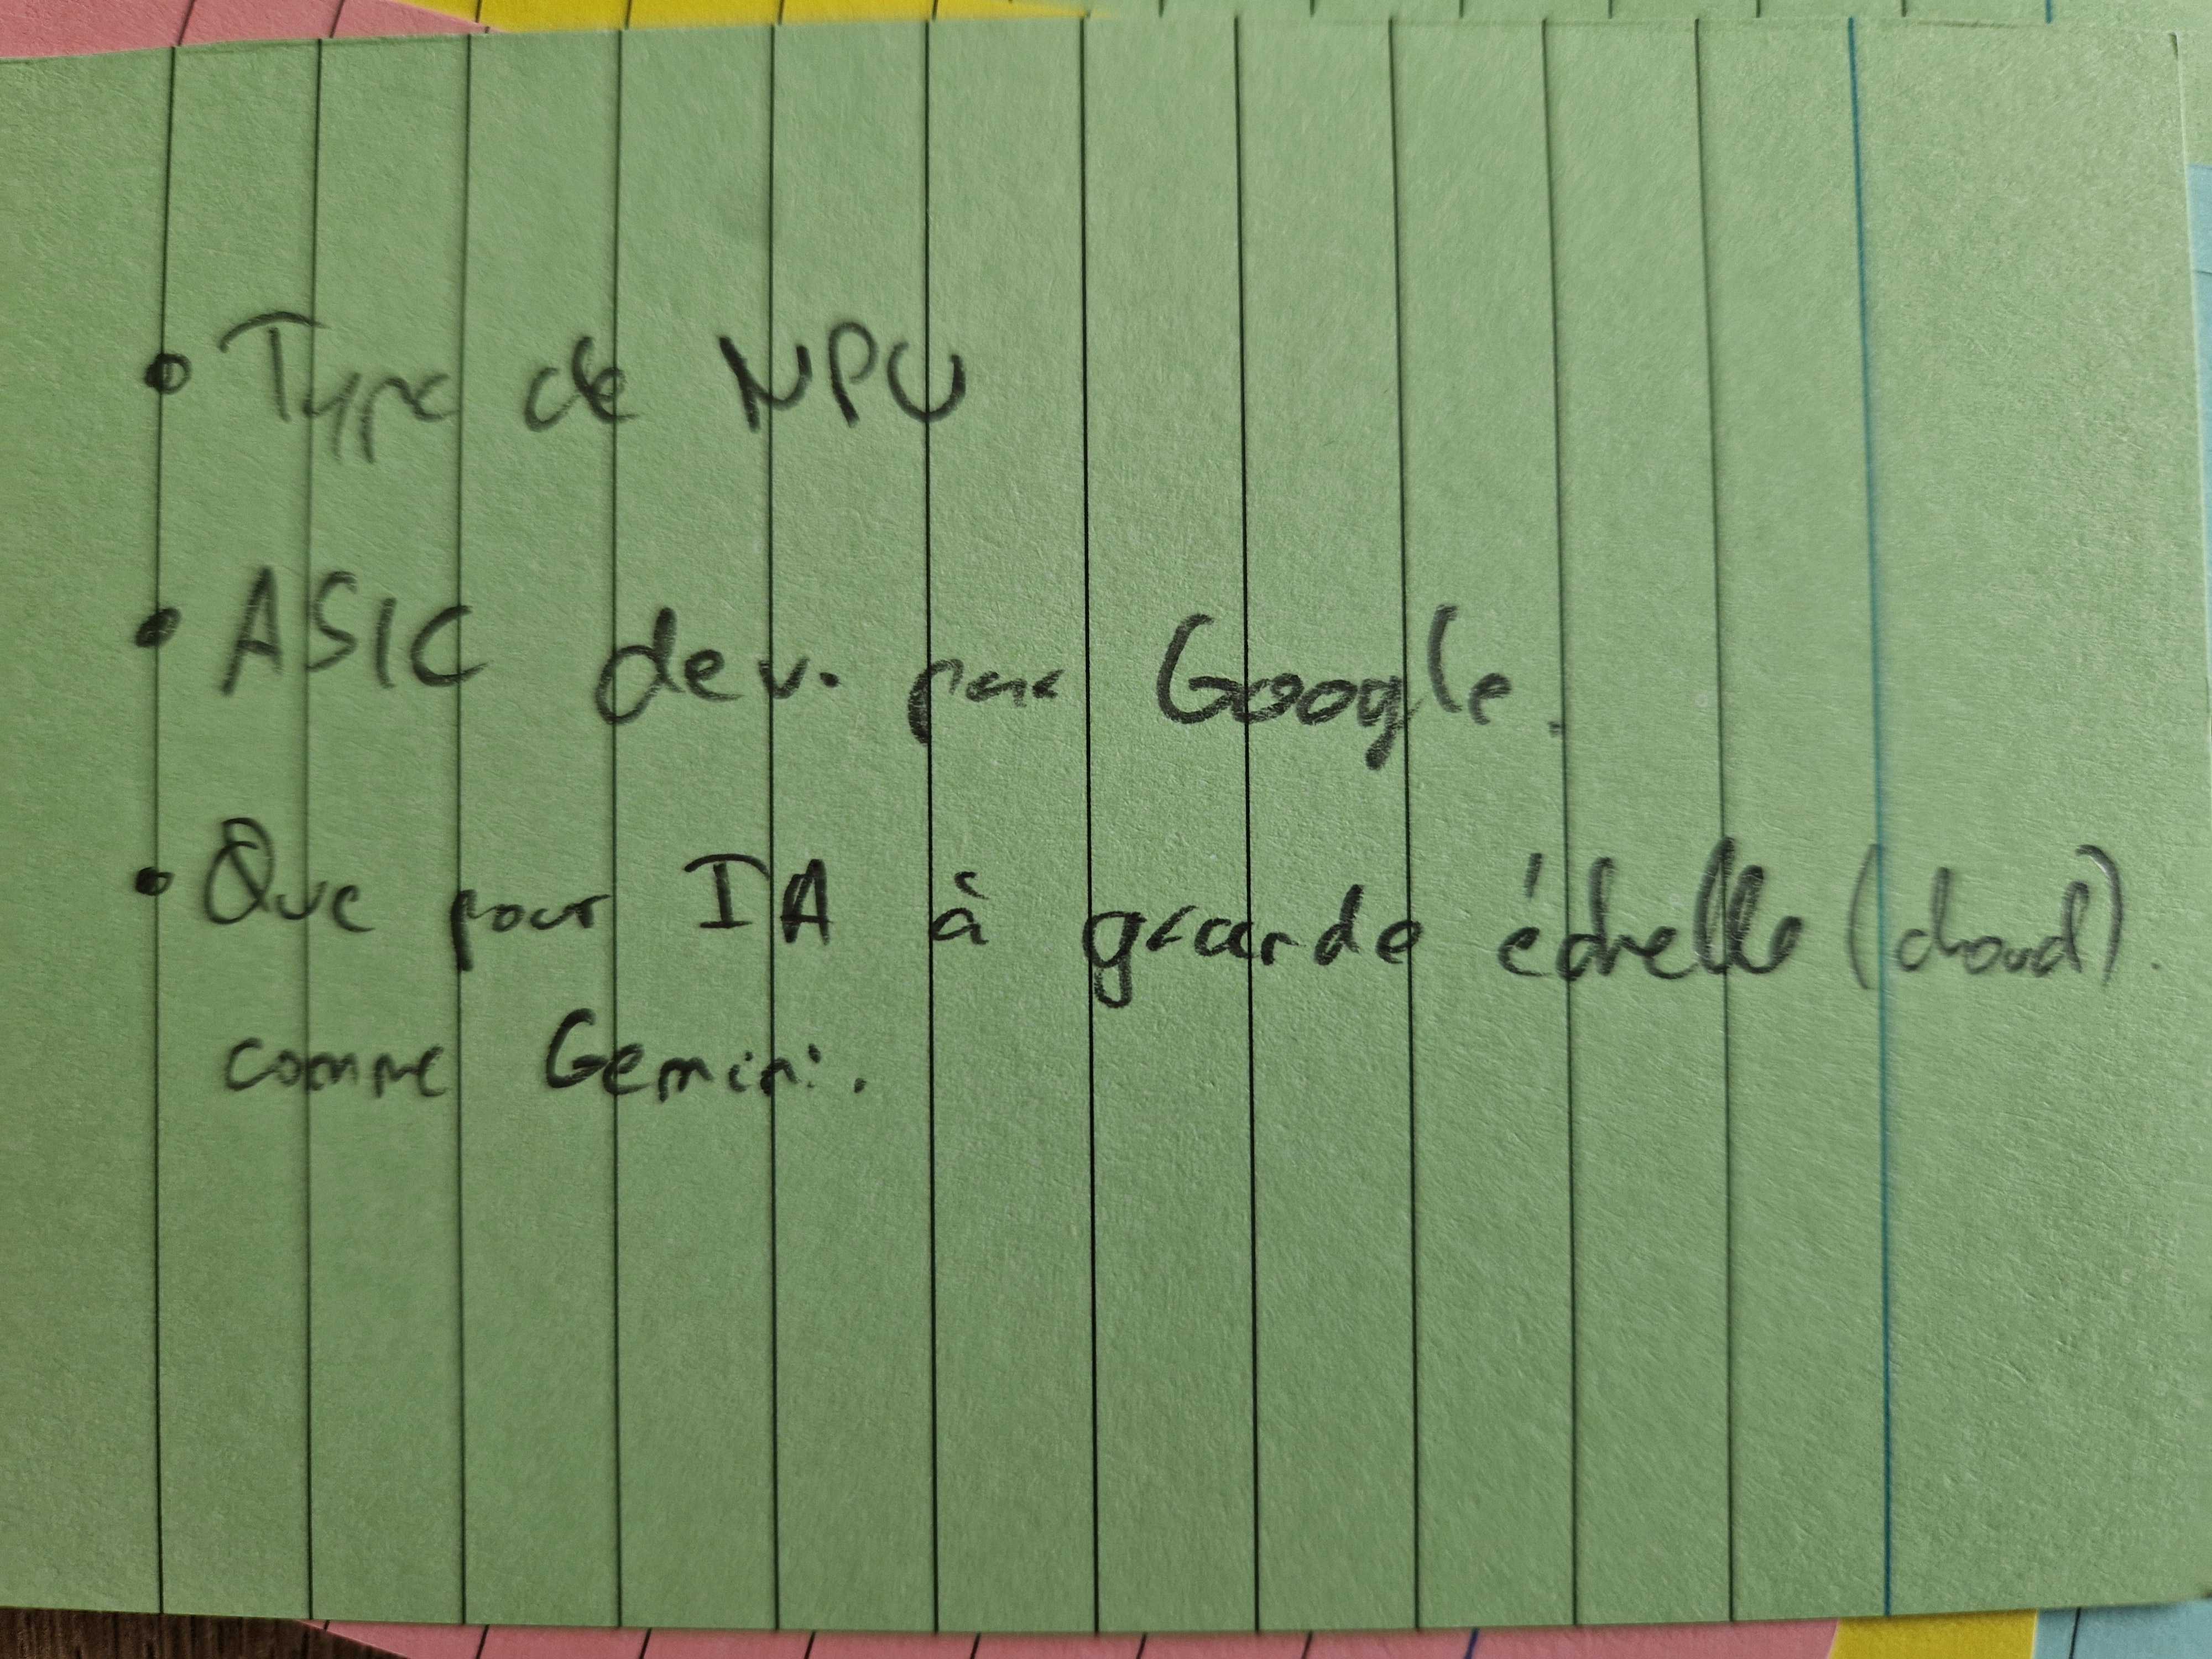 • Type de NPU
• ASIC dev. par Google.
• Que pour IA à grande échelle (cloud).
comme Gemini.